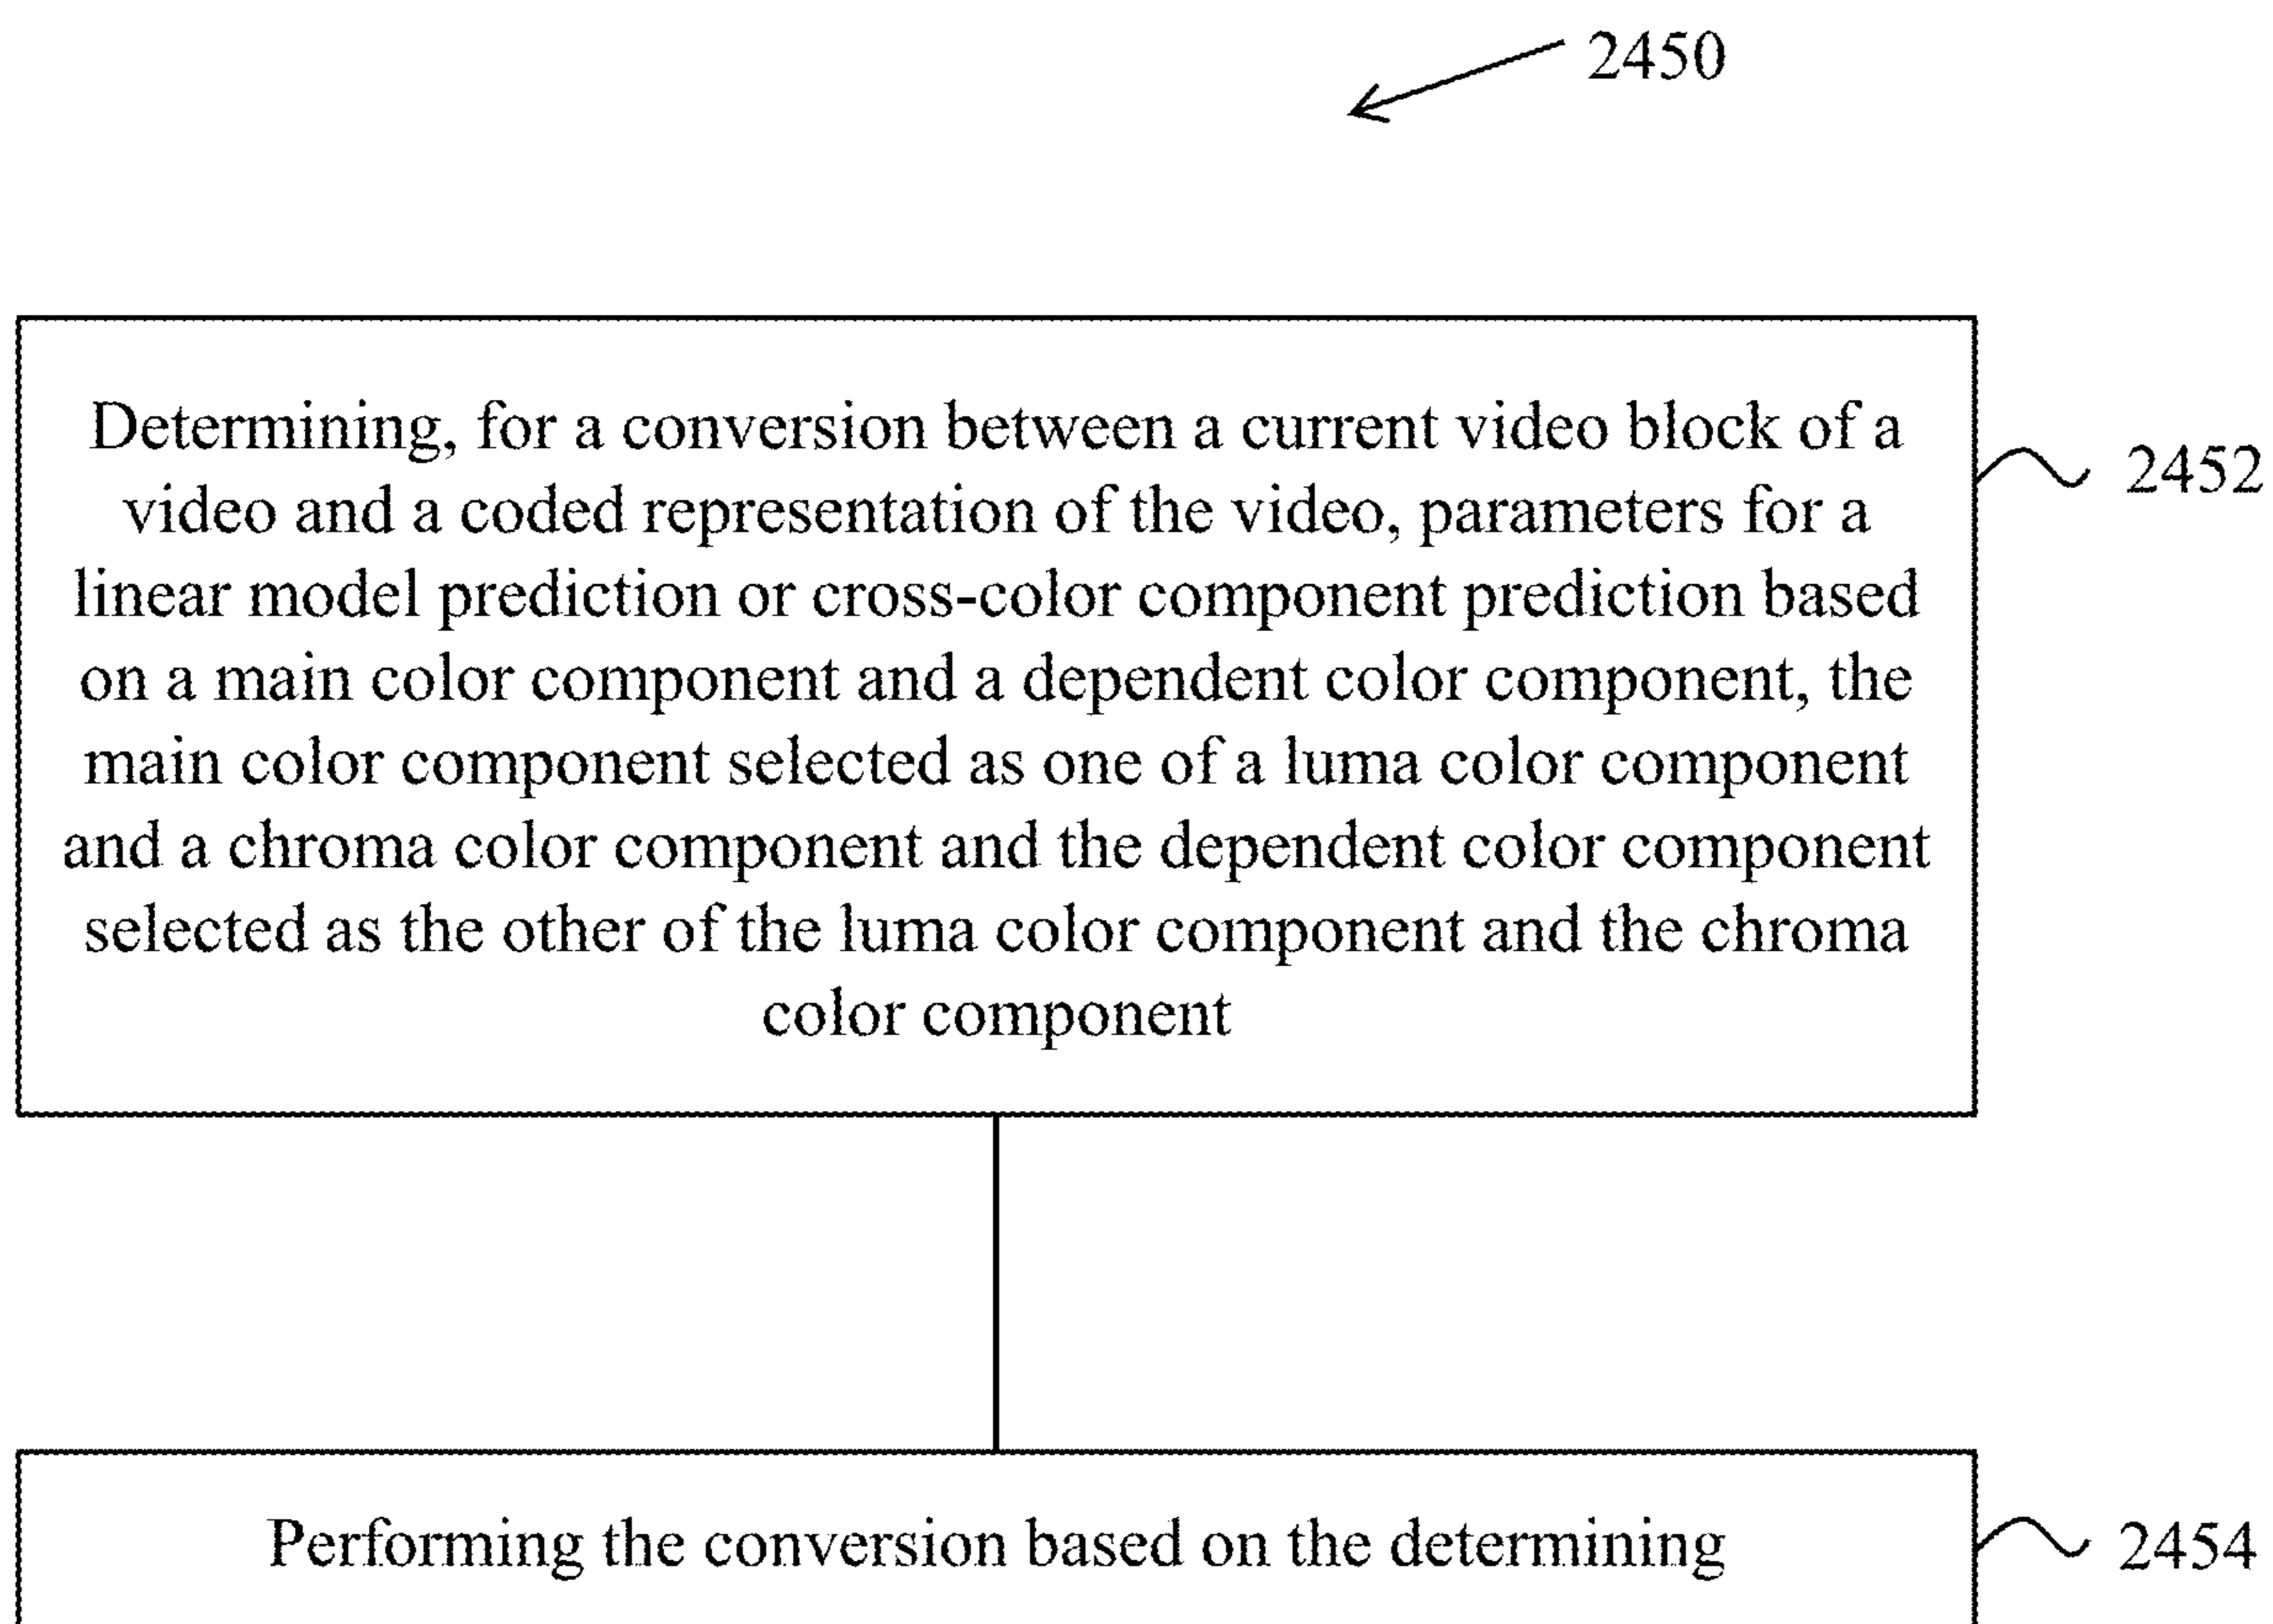 2450
Determining, for a conversion between a current video block of a
video and a coded representation of the video, parameters for a
linear model prediction or cross-color component prediction based
on a main color component and a dependent color component, the
main color component selected as one of a luma color component
and a chroma color component and the dependent color component
selected as the other of the luma color component and the chroma
color component
2452
Performing the conversion based on the determining
2454